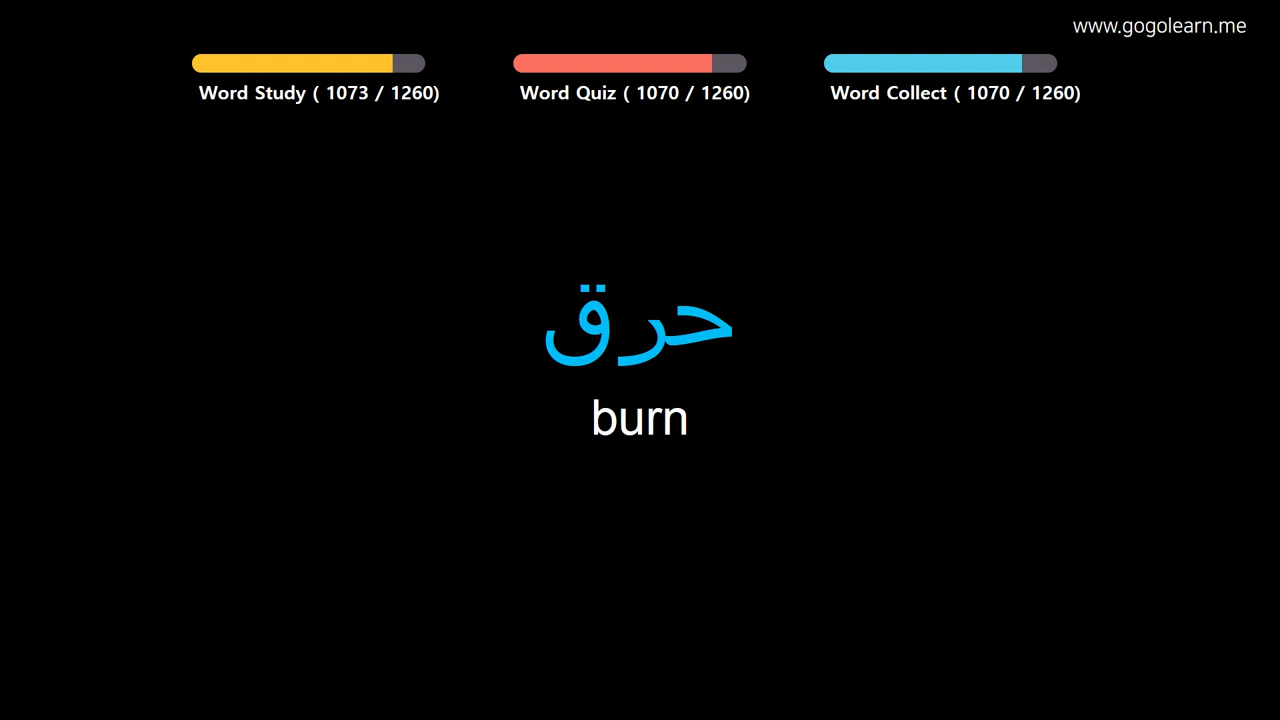 www.gogolearn.me
Word Study ( 1073 / 1260)
Word Quiz ( 1070 / 1260)
Word Collect ( 1070 / 1260)
حرق
burn